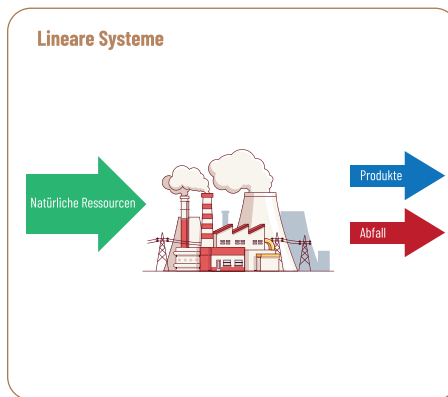 Lineare Systeme
Natürliche Ressourcen
Produkte
Abfall